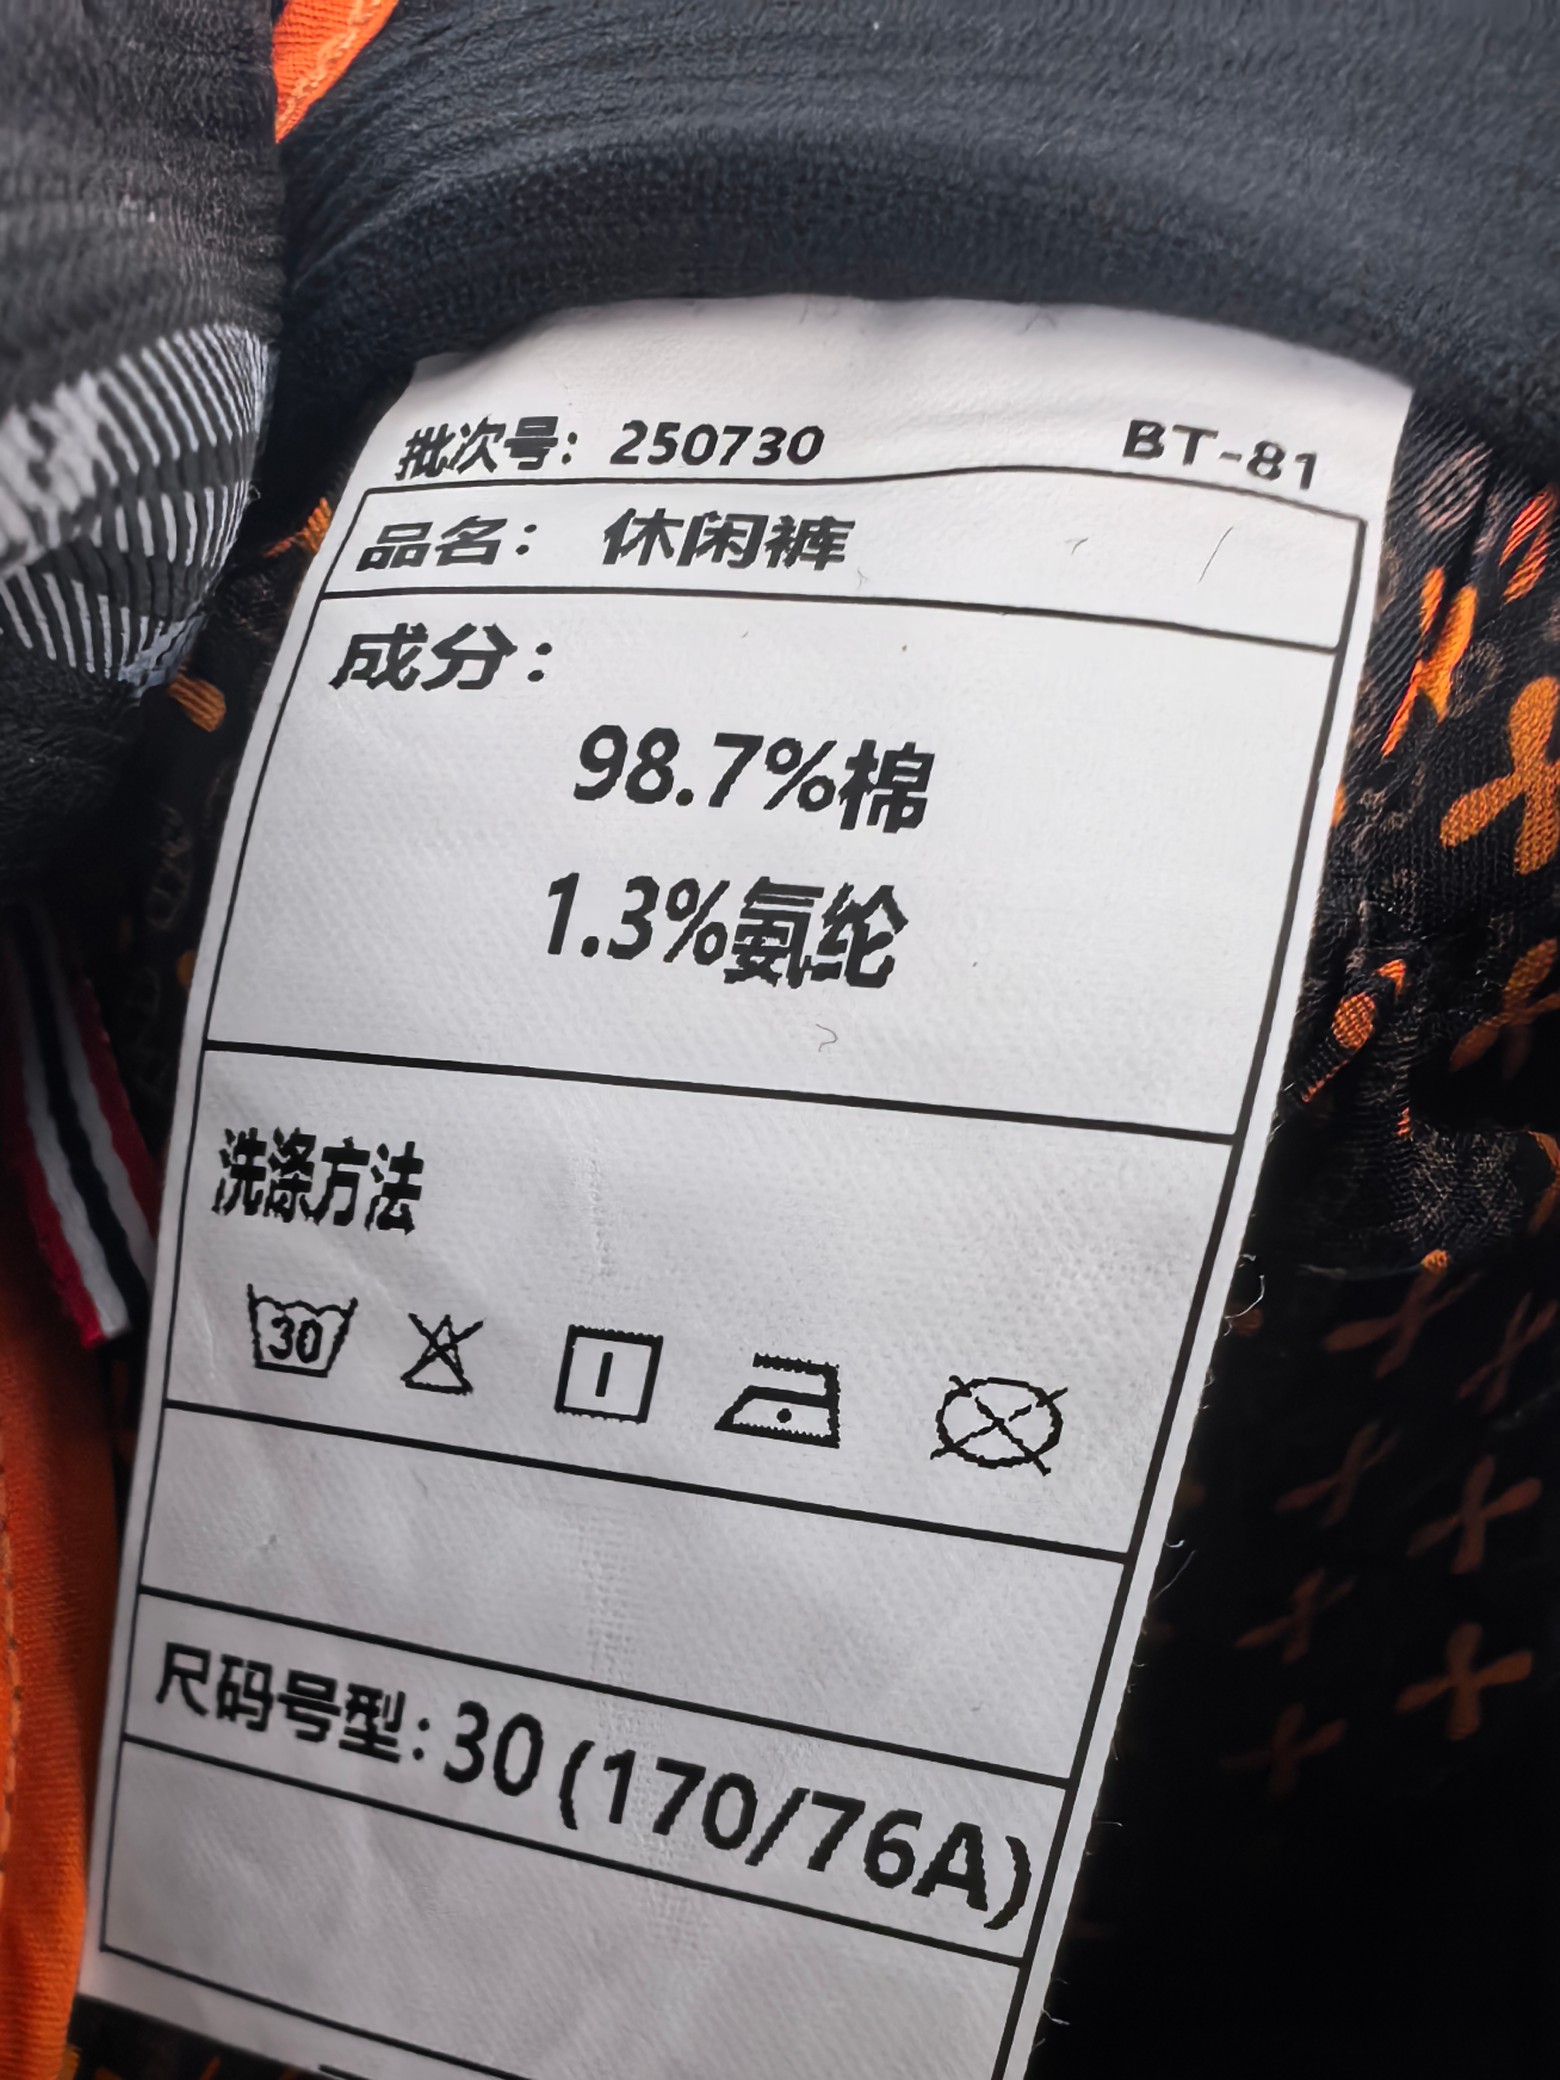 批次号：250730 BT-81
品名： 休闲裤
成分：
98.7%棉
1.3%氨纶
洗涤方法
30
尺码号型：30(170/76A)